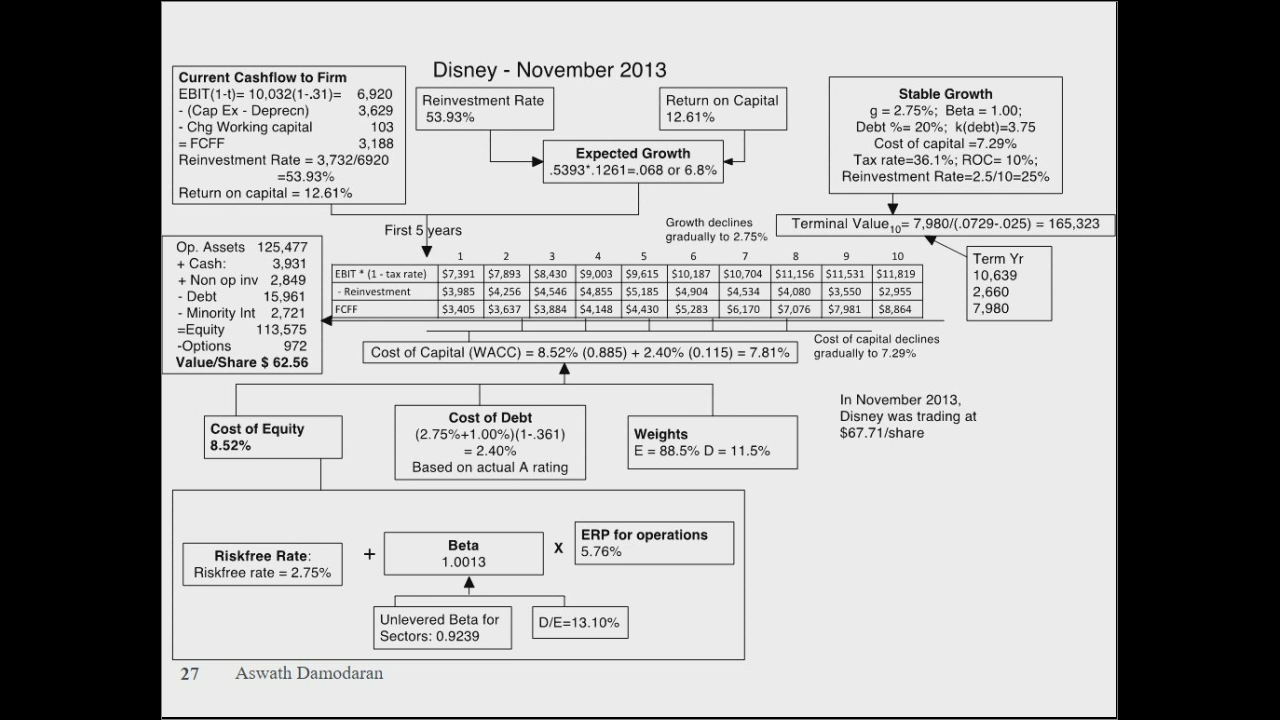 Disney - November 2013
Current Cashflow to Firm
EBIT(1-t)= 10,032(1-.31)= 6,920
- (Cap Ex - Deprecn) 3,629
- Chg Working capital 103
= FCFF 3,188
Reinvestment Rate = 3,732/6920
=53.93%
Return on capital = 12.61%
Reinvestment Rate
53.93%
Return on Capital
12.61%
Expected Growth
.5393*.1261=.068 or 6.8%
Stable Growth
g = 2.75%; Beta = 1.00;
Debt %= 20%; k(debt)=3.75
Cost of capital =7.29%
Tax rate=36.1%; ROC= 10%;
Reinvestment Rate=2.5/10=25%
First 5 years
Growth declines
gradually to 2.75%
Terminal Value10= 7,980/(.0729-.025) = 165,323
Term Yr
10,639
2,660
7,980
Op. Assets 125,477
+ Cash: 3,931
+ Non op inv 2,849
- Debt 15,961
- Minority Int 2,721
=Equity 113,575
-Options 972
Value/Share $ 62.56
1 2 3 4 5 6 7 8 9 10
EBIT * (1 - tax rate) $7,391 $7,893 $8,430 $9,003 $9,615 $10,187 $10,704 $11,156 $11,531 $11,819
- Reinvestment $3,985 $4,256 $4,546 $4,855 $5,185 $4,904 $4,534 $4,080 $3,550 $2,955
FCFF $3,405 $3,637 $3,884 $4,148 $4,430 $5,283 $6,170 $7,076 $7,981 $8,864
Cost of Capital (WACC) = 8.52% (0.885) + 2.40% (0.115) = 7.81%
Cost of capital declines
gradually to 7.29%
Cost of Equity
8.52%
Cost of Debt
(2.75%+1.00%)(1-.361)
= 2.40%
Based on actual A rating
Weights
E = 88.5% D = 11.5%
In November 2013,
Disney was trading at
$67.71/share
Riskfree Rate:
Riskfree rate = 2.75%
+
Beta
1.0013
X
ERP for operations
5.76%
Unlevered Beta for
Sectors: 0.9239
D/E=13.10%
27 Aswath Damodaran